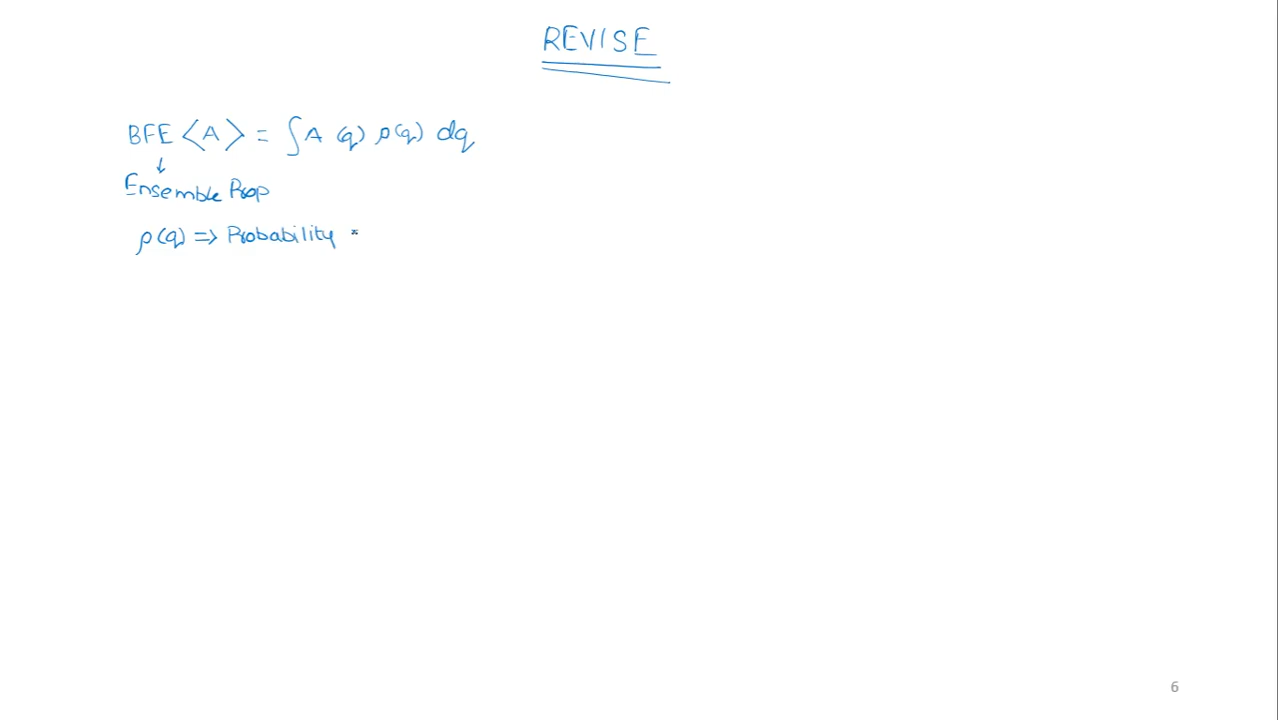 REVISE
BFE ⟨A⟩ = ∫A (q) ρ(q) dq
↓
Ensemble Prop
ρ(q) ⇒ Probability
6